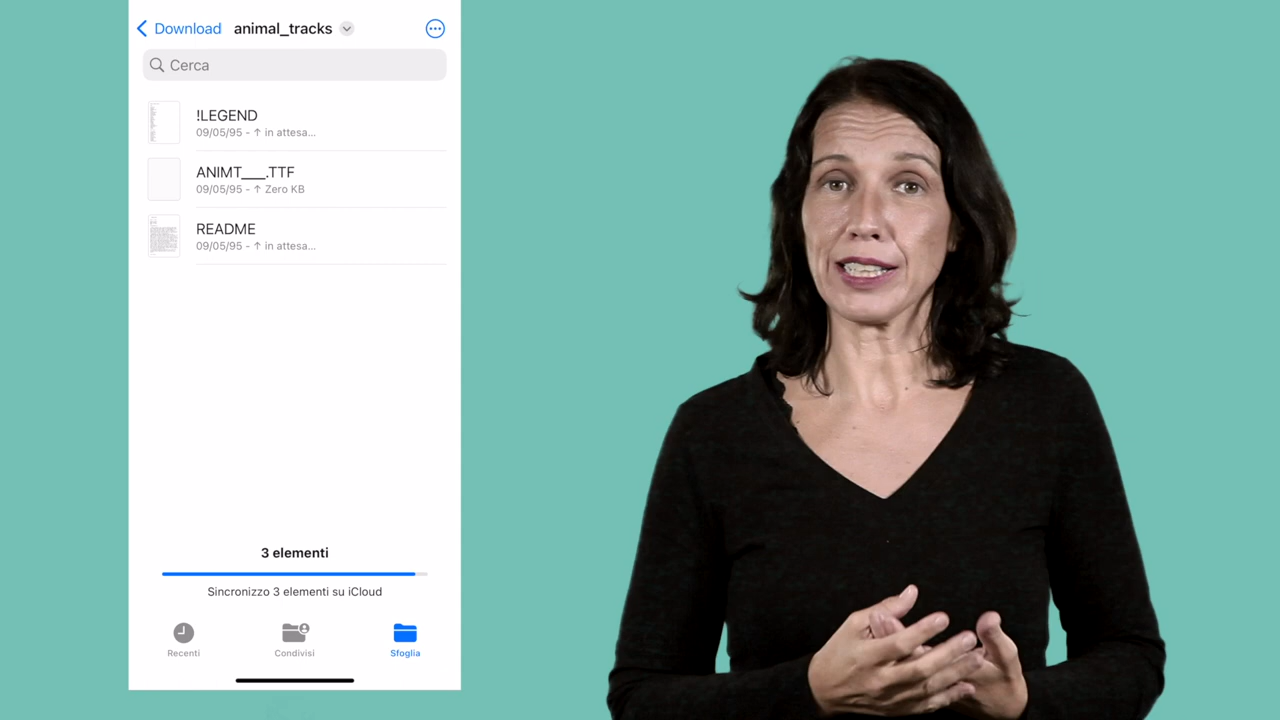 Download animal_tracks
Cerca
!LEGEND
09/05/95 - ↑ in attesa...
ANIMT___.TTF
09/05/95 - ↑ Zero KB
README
09/05/95 - ↑ in attesa...
3 elementi
Sincronizzo 3 elementi su iCloud
Recenti Condivisi Sfoglia